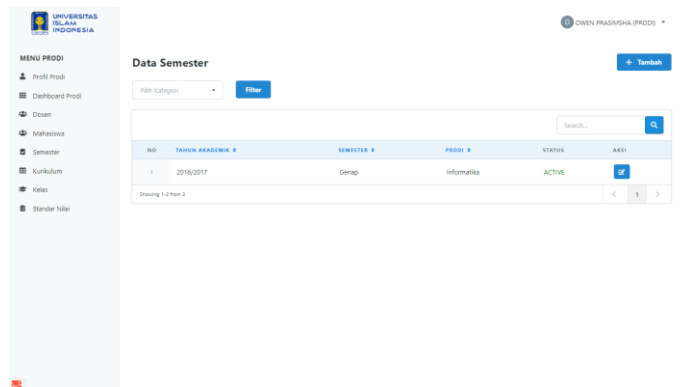 UNIVERSITAS
ISLAM
INDONESIA
O OWEN PRASIMSHA (PRODI)
MENU PRODI
Profil Prodi
Dashboard Prodi
Dosen
Mahasiswa
Semester
Kurikulum
Kelas
Standar Nilai
Data Semester
+ Tambah
Pilih Kategori
Filter
Search...
NO TAHUN AKADEMIK SEMESTER PRODI STATUS AKSI
1 2016/2017 Genap Informatika ACTIVE
Showing 1-2 from 2
< 1 >